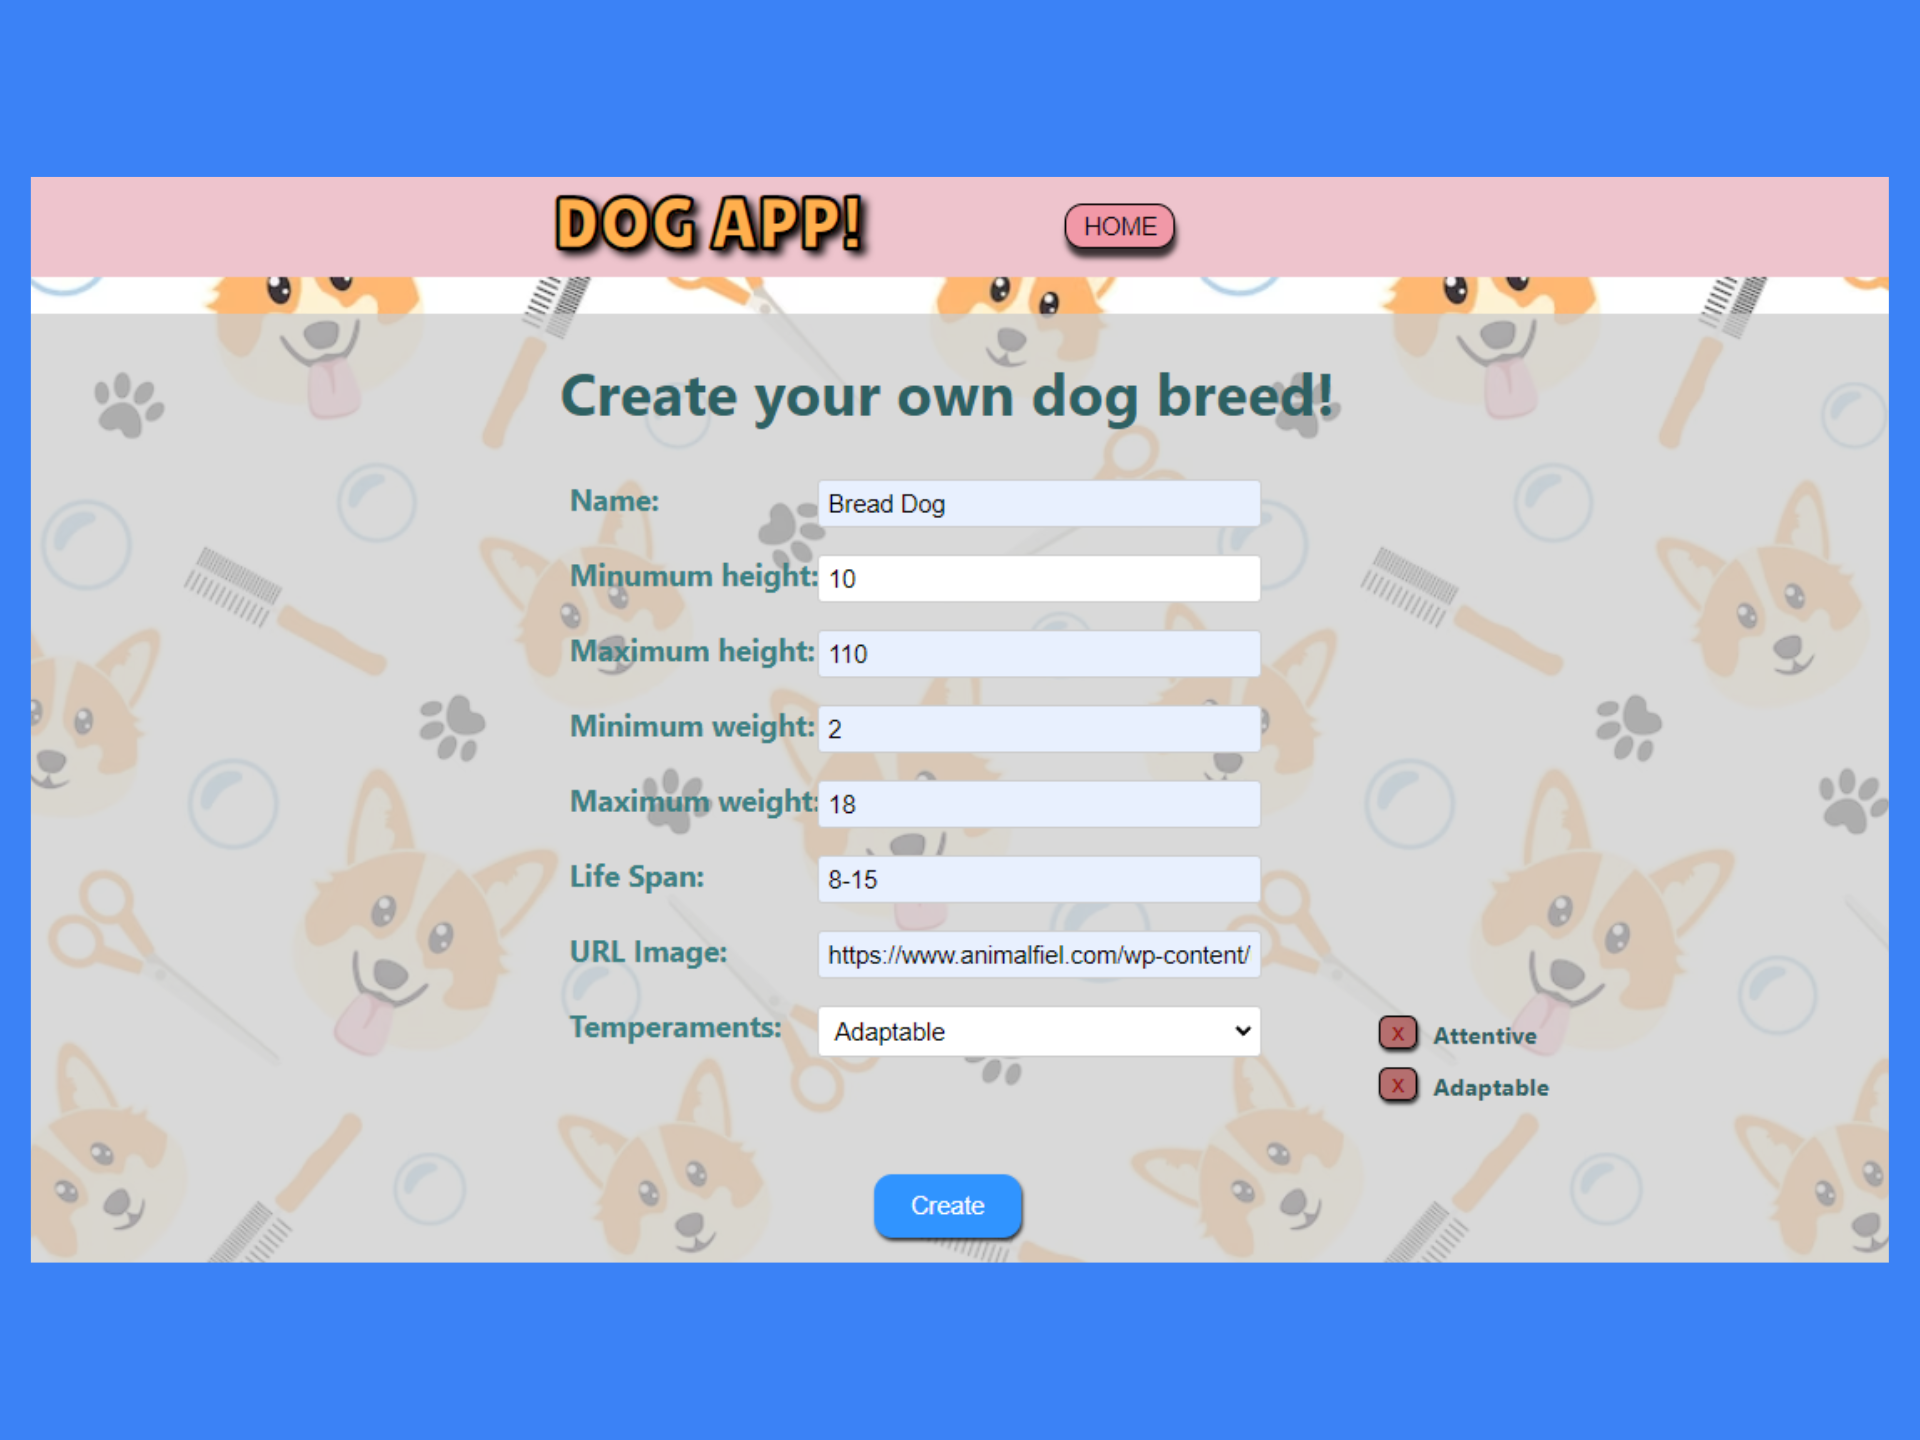 DOG APP!
HOME
Create your own dog breed!
Name: Bread Dog
Minumum height: 10
Maximum height: 110
Minimum weight: 2
Maximum weight: 18
Life Span: 8-15
URL Image: https://www.animalfiel.com/wp-content/
Temperaments: Adaptable
X Attentive
X Adaptable
Create